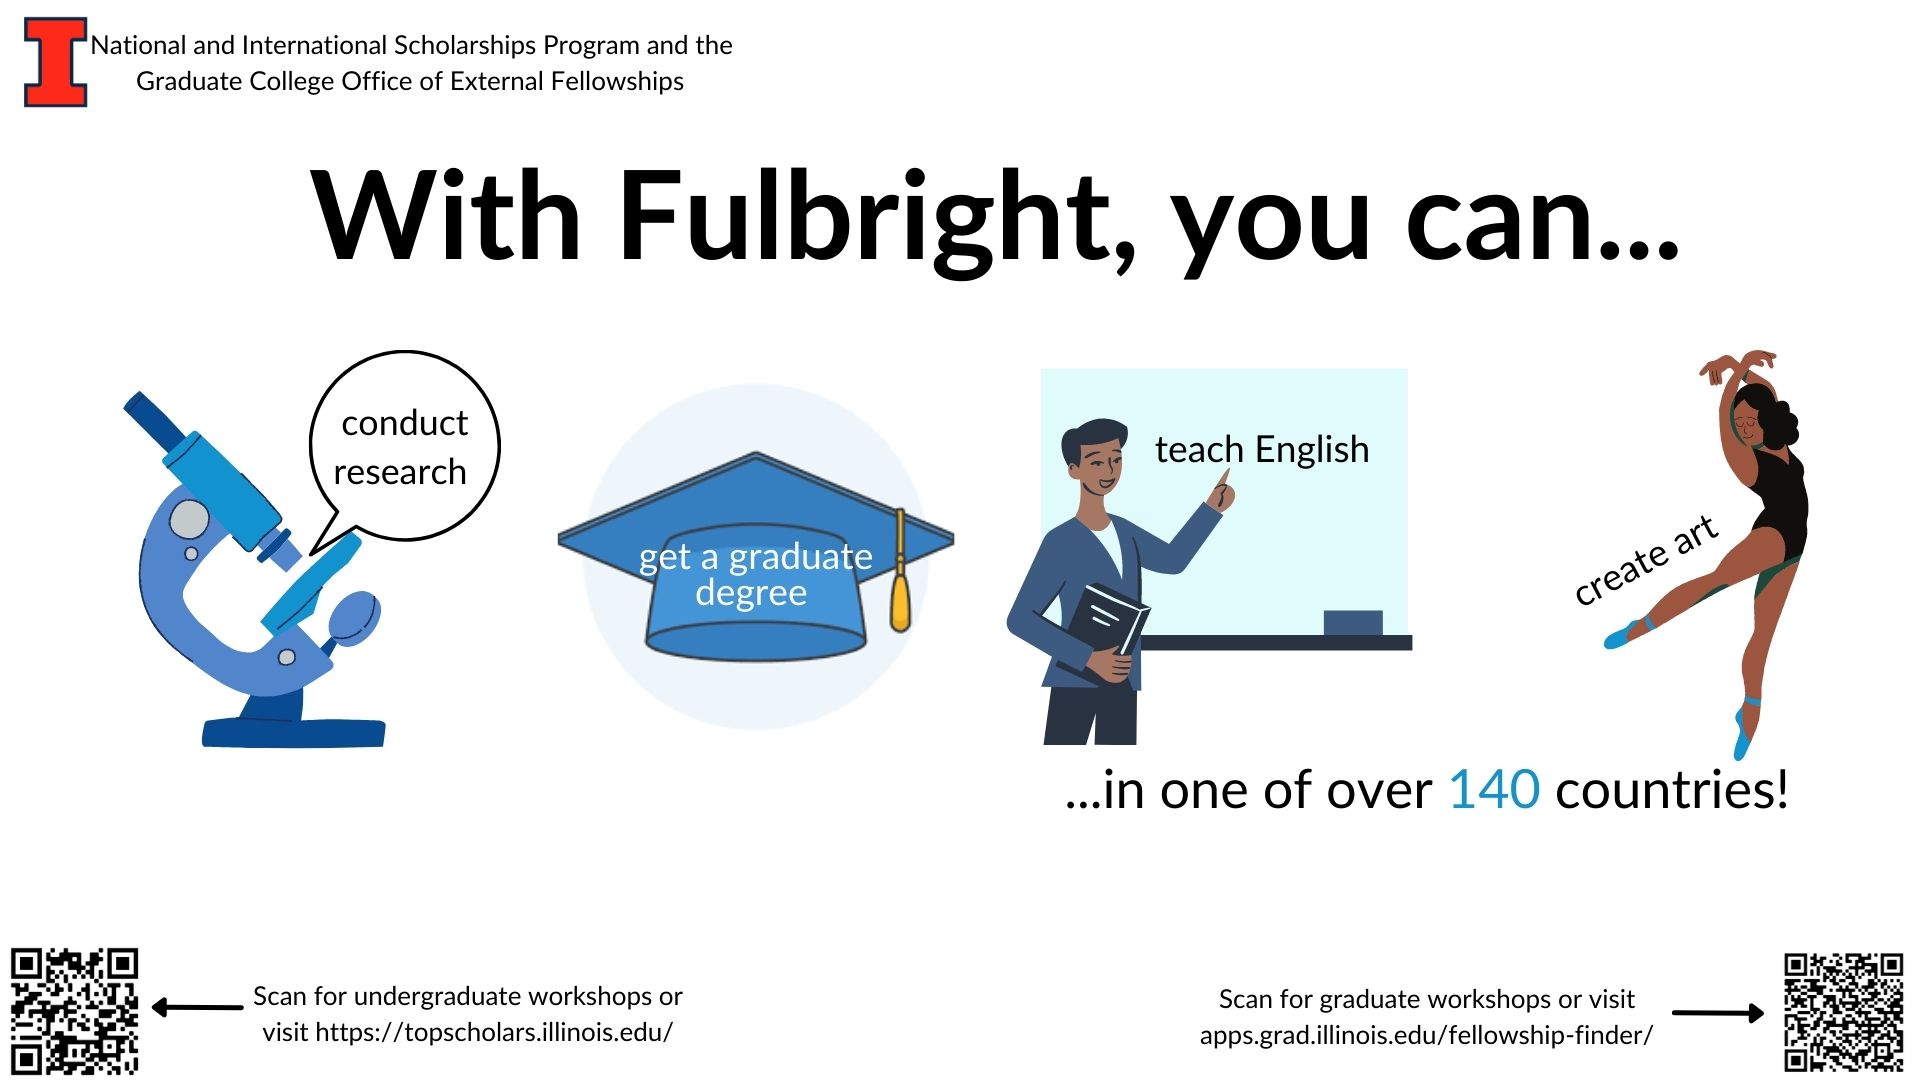 National and International Scholarships Program and the
Graduate College Office of External Fellowships
With Fulbright, you can...
conduct
research
get a graduate
degree
teach English
create art
...in one of over 140 countries!
Scan for undergraduate workshops or
visit https://topscholars.illinois.edu/
Scan for graduate workshops or visit
apps.grad.illinois.edu/fellowship-finder/